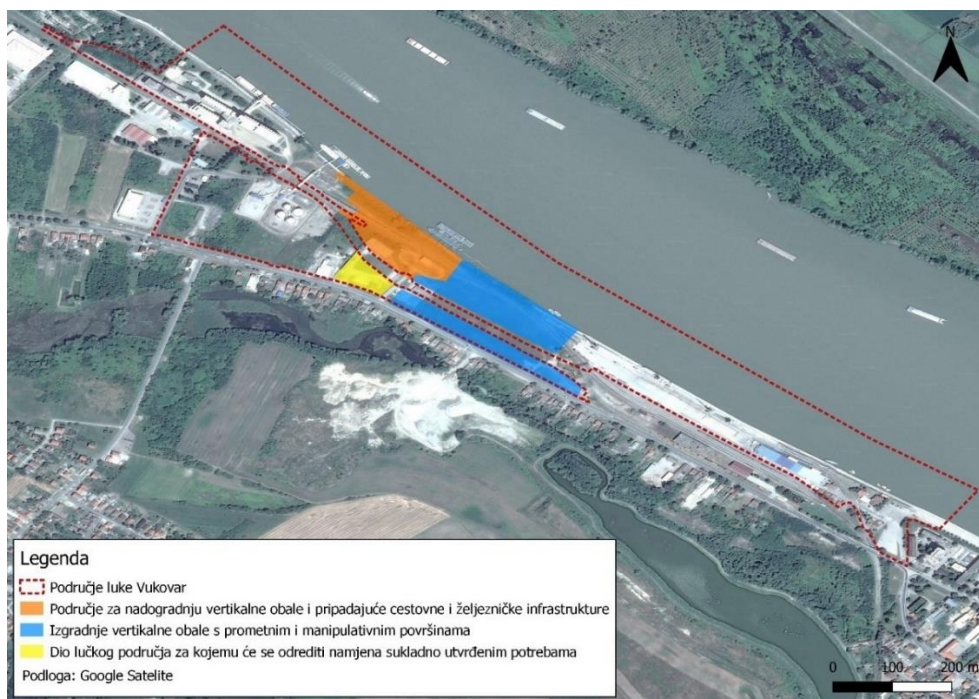 N
Legenda
Područje luke Vukovar
Područje za nadogradnju vertikalne obale i pripadajuće cestovne i željezničke infrastrukture
Izgradnje vertikalne obale s prometnim i manipulativnim površinama
Dio lučkog područja za kojemu će se odrediti namjena sukladno utvrđenim potrebama
Podloga: Google Satelite
0 100 200 m